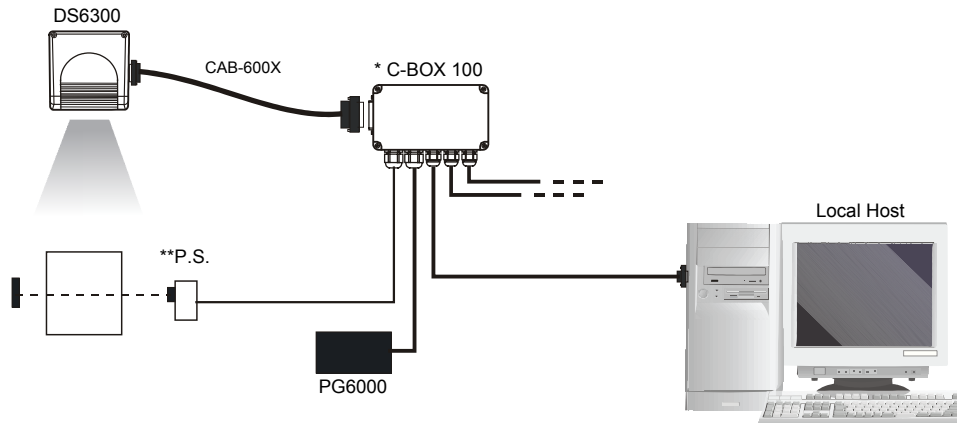 DS6300
CAB-600X
* C-BOX 100
Local Host
**P.S.
PG6000